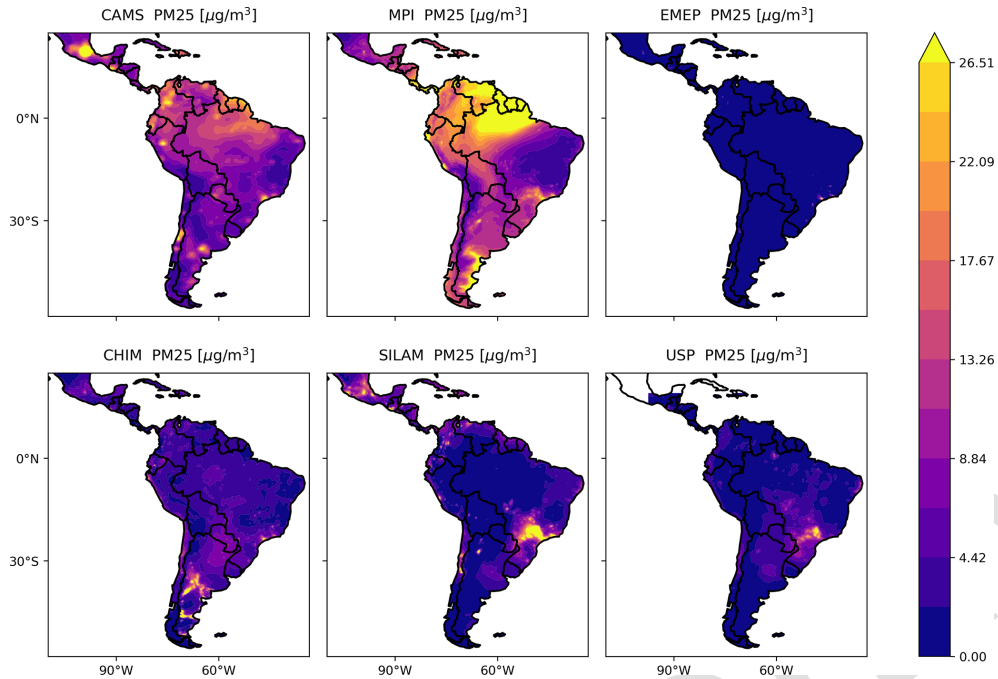 CAMS PM25 [μg/m³]
MPI PM25 [μg/m³]
EMEP PM25 [μg/m³]
0°N
30°S
CHIM PM25 [μg/m³]
SILAM PM25 [μg/m³]
USP PM25 [μg/m³]
0°N
30°S
90°W
60°W
90°W
60°W
90°W
60°W
26.51
22.09
17.67
13.26
8.84
4.42
0.00